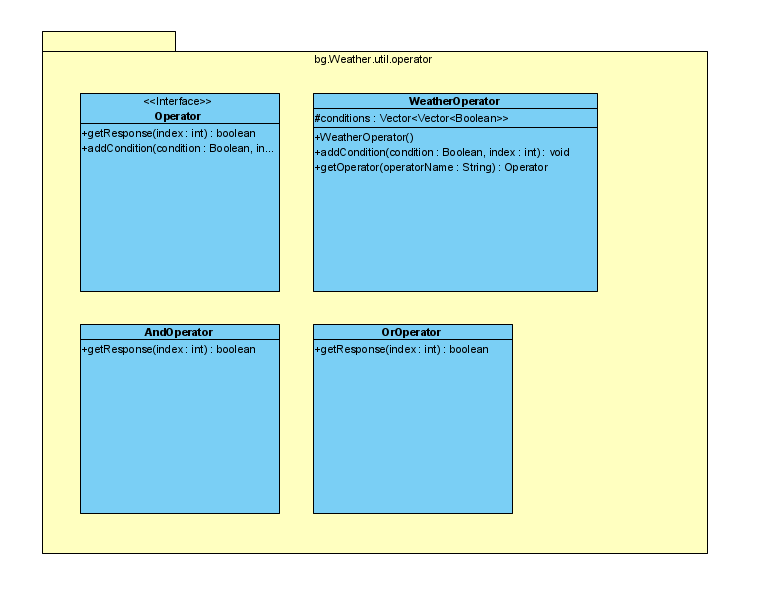 bg.Weather.util.operator
<<Interface>>
Operator
+getResponse(index : int) : boolean
+addCondition(condition : Boolean, in...
WeatherOperator
#conditions : Vector<Vector<Boolean>>
+WeatherOperator()
+addCondition(condition : Boolean, index : int) : void
+getOperator(operatorName : String) : Operator
AndOperator
+getResponse(index : int) : boolean
OrOperator
+getResponse(index : int) : boolean